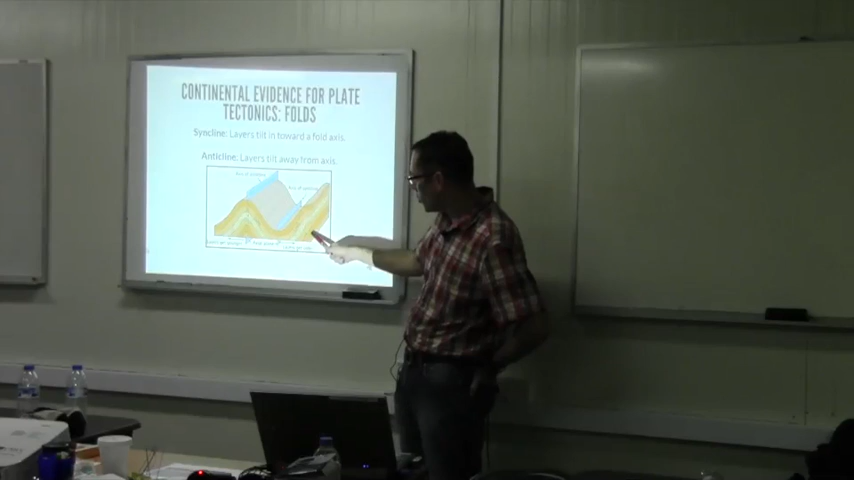 CONTINENTAL EVIDENCE FOR PLATE
TECTONICS: FOLDS
Syncline: Layers tilt in toward a fold axis.
Anticline: Layers tilt away from axis.